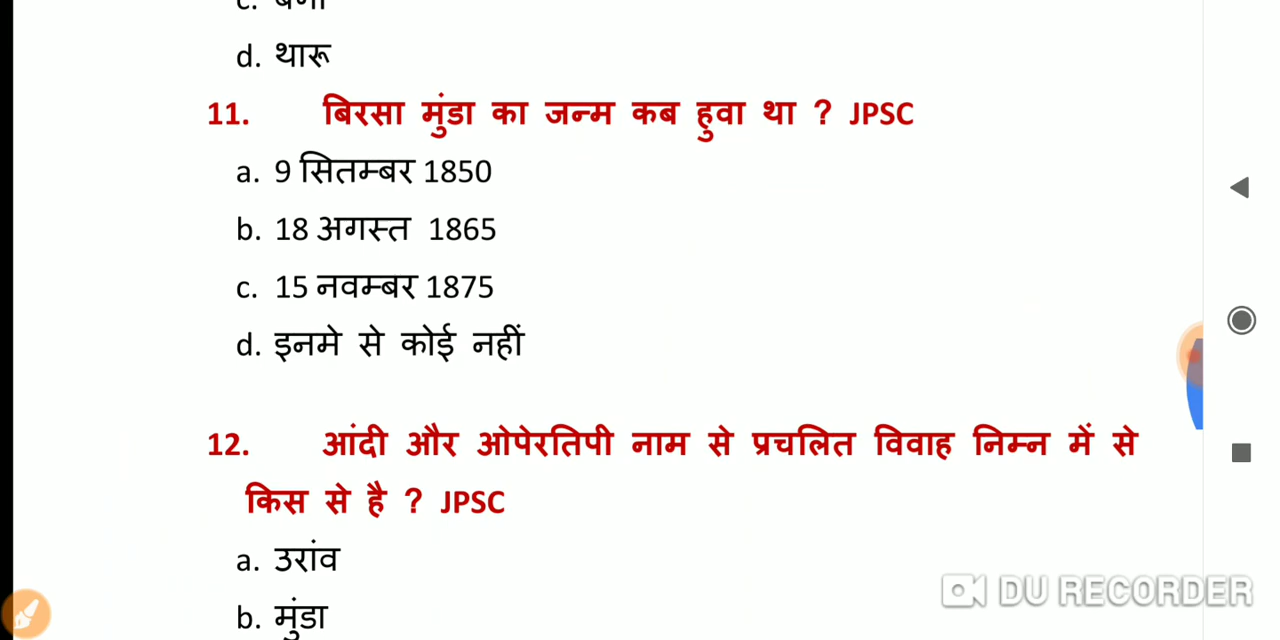 d. थारू
11. बिरसा मुंडा का जन्म कब हुवा था ? JPSC
a. 9 सितम्बर 1850
b. 18 अगस्त 1865
c. 15 नवम्बर 1875
d. इनमे से कोई नहीं
12. आंदी और ओपेरतिपी नाम से प्रचलित विवाह निम्न में से
किस से है ? JPSC
a. उरांव
b. मुंडा
DU RECORDER